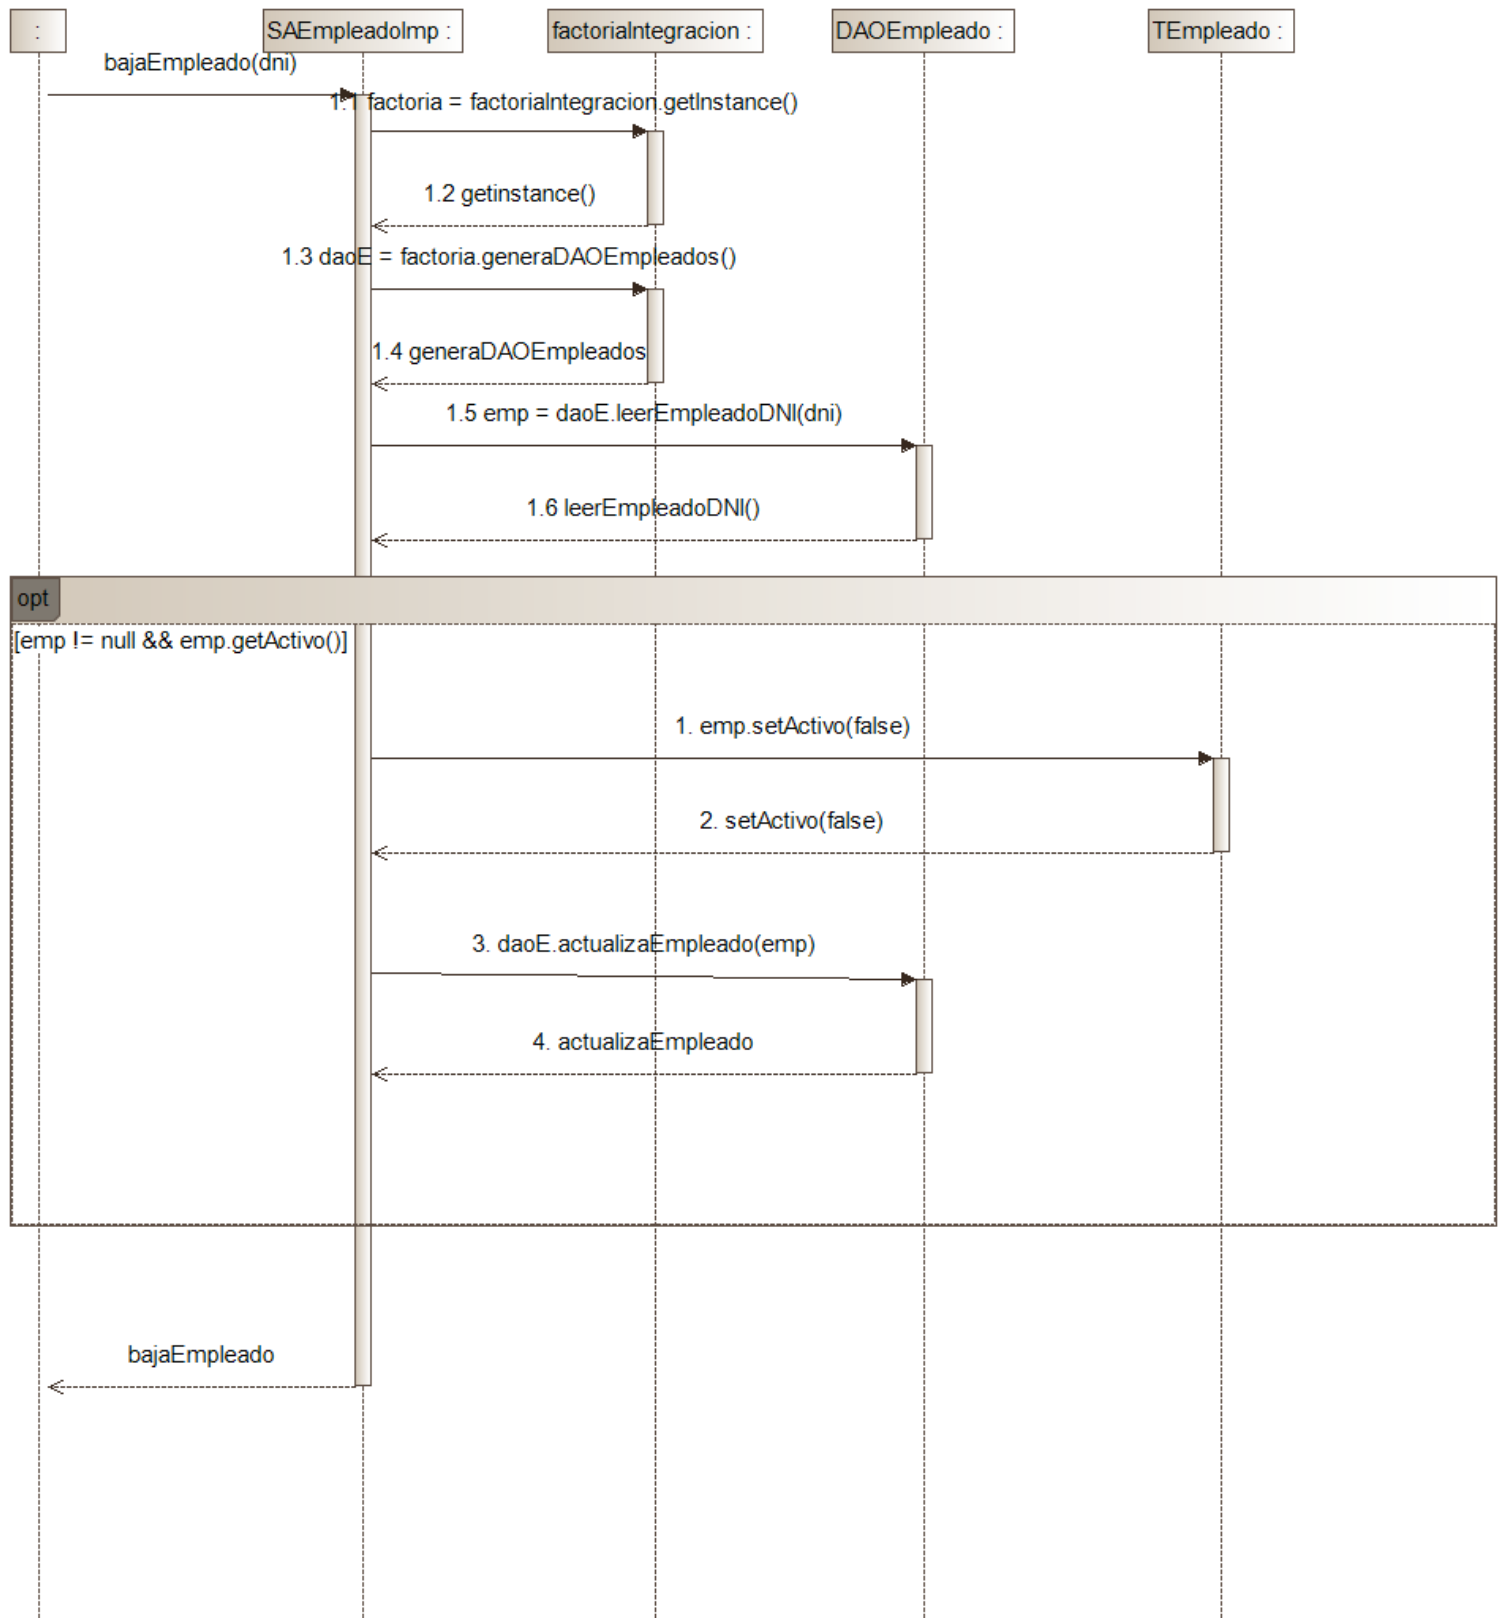 :
SAEmpleadoImp :
factoriaIntegracion :
DAOEmpleado :
TEmpleado :
bajaEmpleado(dni)
1.1 factoria = factoriaIntegracion.getInstance()
1.2 getinstance()
1.3 daoE = factoria.generaDAOEmpleados()
1.4 generaDAOEmpleados
1.5 emp = daoE.leerEmpleadoDNI(dni)
1.6 leerEmpleadoDNI()
opt
[emp != null && emp.getActivo()]
1. emp.setActivo(false)
2. setActivo(false)
3. daoE.actualizaEmpleado(emp)
4. actualizaEmpleado
bajaEmpleado